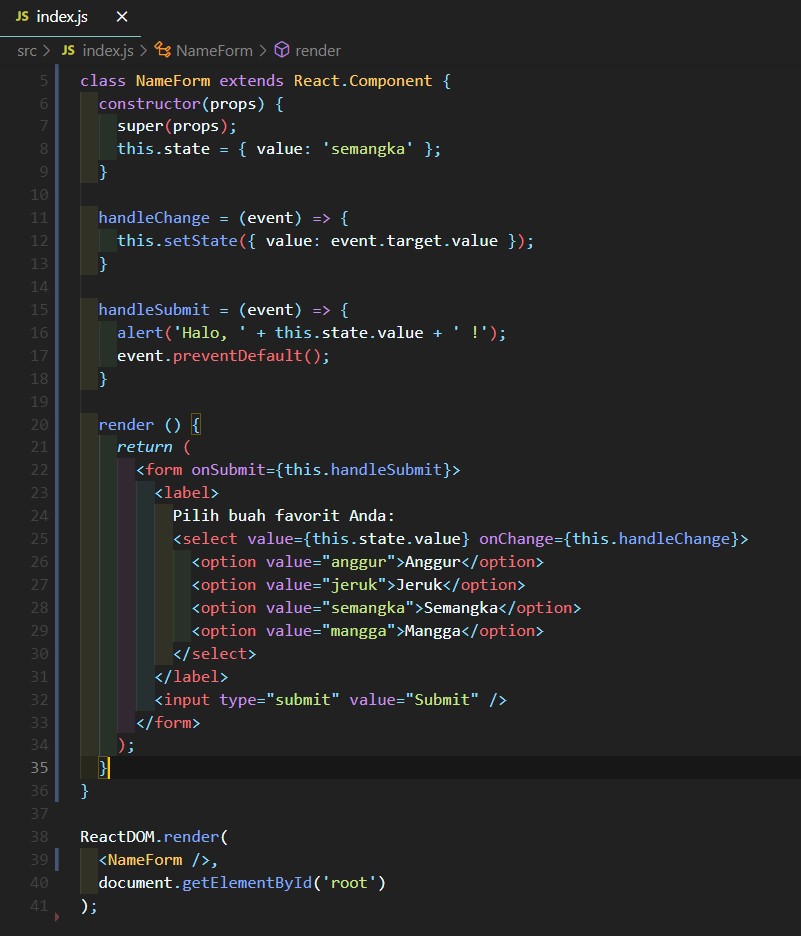 JS index.js ×
src > JS index.js > NameForm > render
5 class NameForm extends React.Component {
6   constructor(props) {
7     super(props);
8     this.state = { value: 'semangka' };
9   }
10
11   handleChange = (event) => {
12     this.setState({ value: event.target.value });
13   }
14
15   handleSubmit = (event) => {
16     alert('Halo, ' + this.state.value + ' !');
17     event.preventDefault();
18   }
19
20   render () {
21     return (
22       <form onSubmit={this.handleSubmit}>
23         <label>
24           Pilih buah favorit Anda:
25           <select value={this.state.value} onChange={this.handleChange}>
26             <option value="anggur">Anggur</option>
27             <option value="jeruk">Jeruk</option>
28             <option value="semangka">Semangka</option>
29             <option value="mangga">Mangga</option>
30           </select>
31         </label>
32         <input type="submit" value="Submit" />
33       </form>
34     );
35   }
36 }
37
38 ReactDOM.render(
39   <NameForm />,
40   document.getElementById('root')
41 );